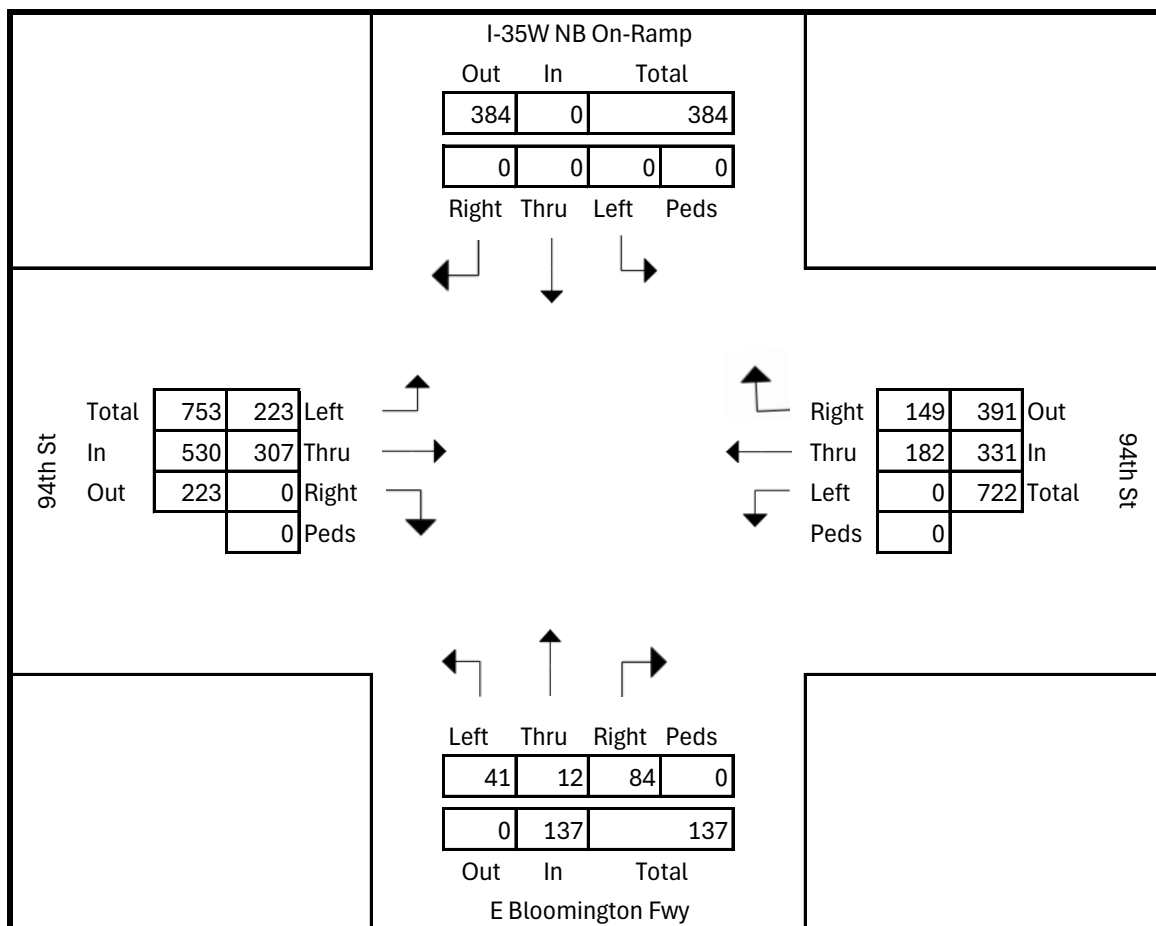 I-35W NB On-Ramp
Out In Total
384 0 384
0 0 0 0
Right Thru Left Peds
94th St
Total 753 223 Left
In 530 307 Thru
Out 223 0 Right
0 Peds
Right 149 391 Out
Thru 182 331 In
Left 0 722 Total
Peds 0
94th St
Left Thru Right Peds
41 12 84 0
0 137 137
Out In Total
E Bloomington Fwy